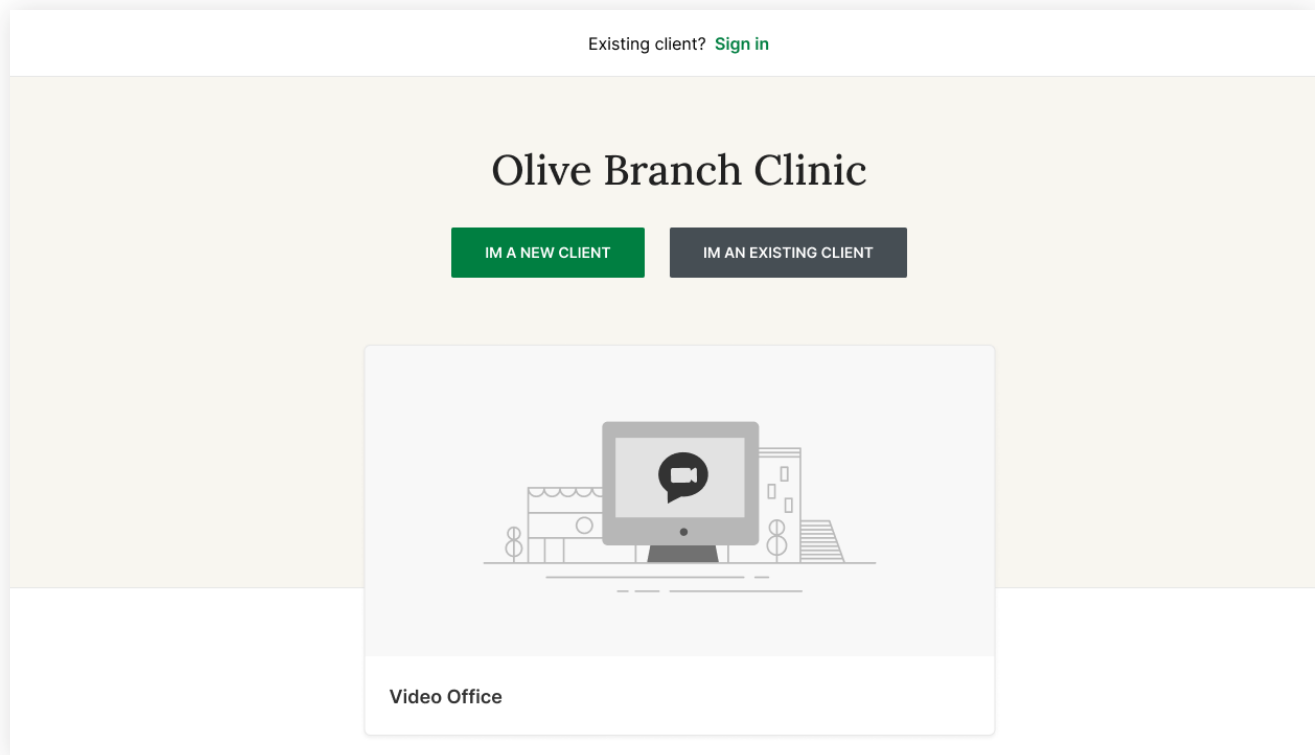 Existing client? Sign in
Olive Branch Clinic
IM A NEW CLIENT
IM AN EXISTING CLIENT
Video Office